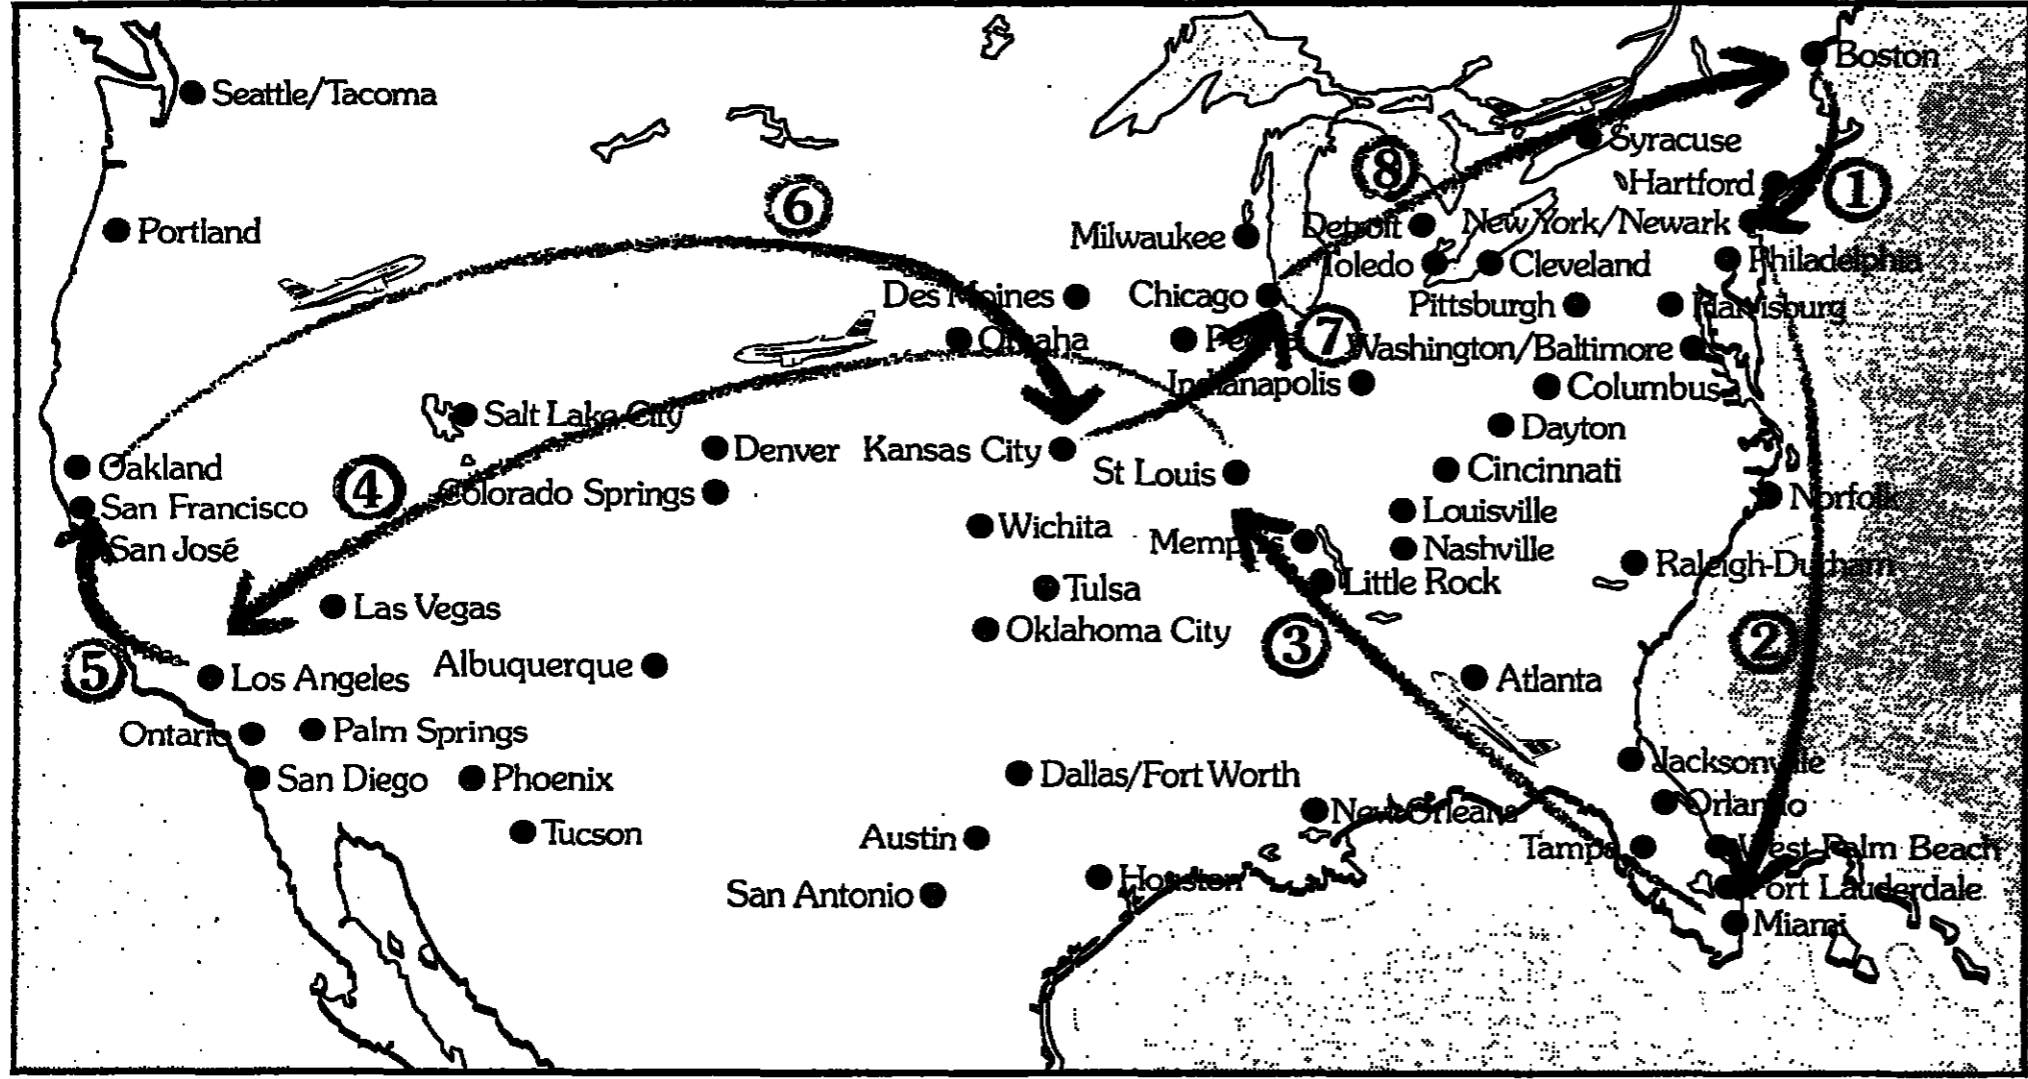 Boston
Seattle/Tacoma
Syracuse
8
Hartford
1
6
New York/Newark
Portland
Detroit
Milwaukee
Toledo
Cleveland
Philadelphia
Des Moines
Chicago
Pittsburgh
Harrisburg
Omaha
7
Washington/Baltimore
Indianapolis
Columbus
Salt Lake City
Dayton
Denver
Kansas City
Oakland
St Louis
Cincinnati
4
Colorado Springs
Norfolk
San Francisco
Louisville
Wichita
Memphis
San José
Nashville
Raleigh-Durham
Tulsa
Little Rock
Las Vegas
Oklahoma City
3
2
5
Los Angeles
Albuquerque
Atlanta
Ontario
Palm Springs
San Diego
Phoenix
Dallas/Fort Worth
Jacksonville
New Orleans
Orlando
Tucson
Austin
Tampa
West Palm Beach
San Antonio
Houston
Fort Lauderdale
Miami